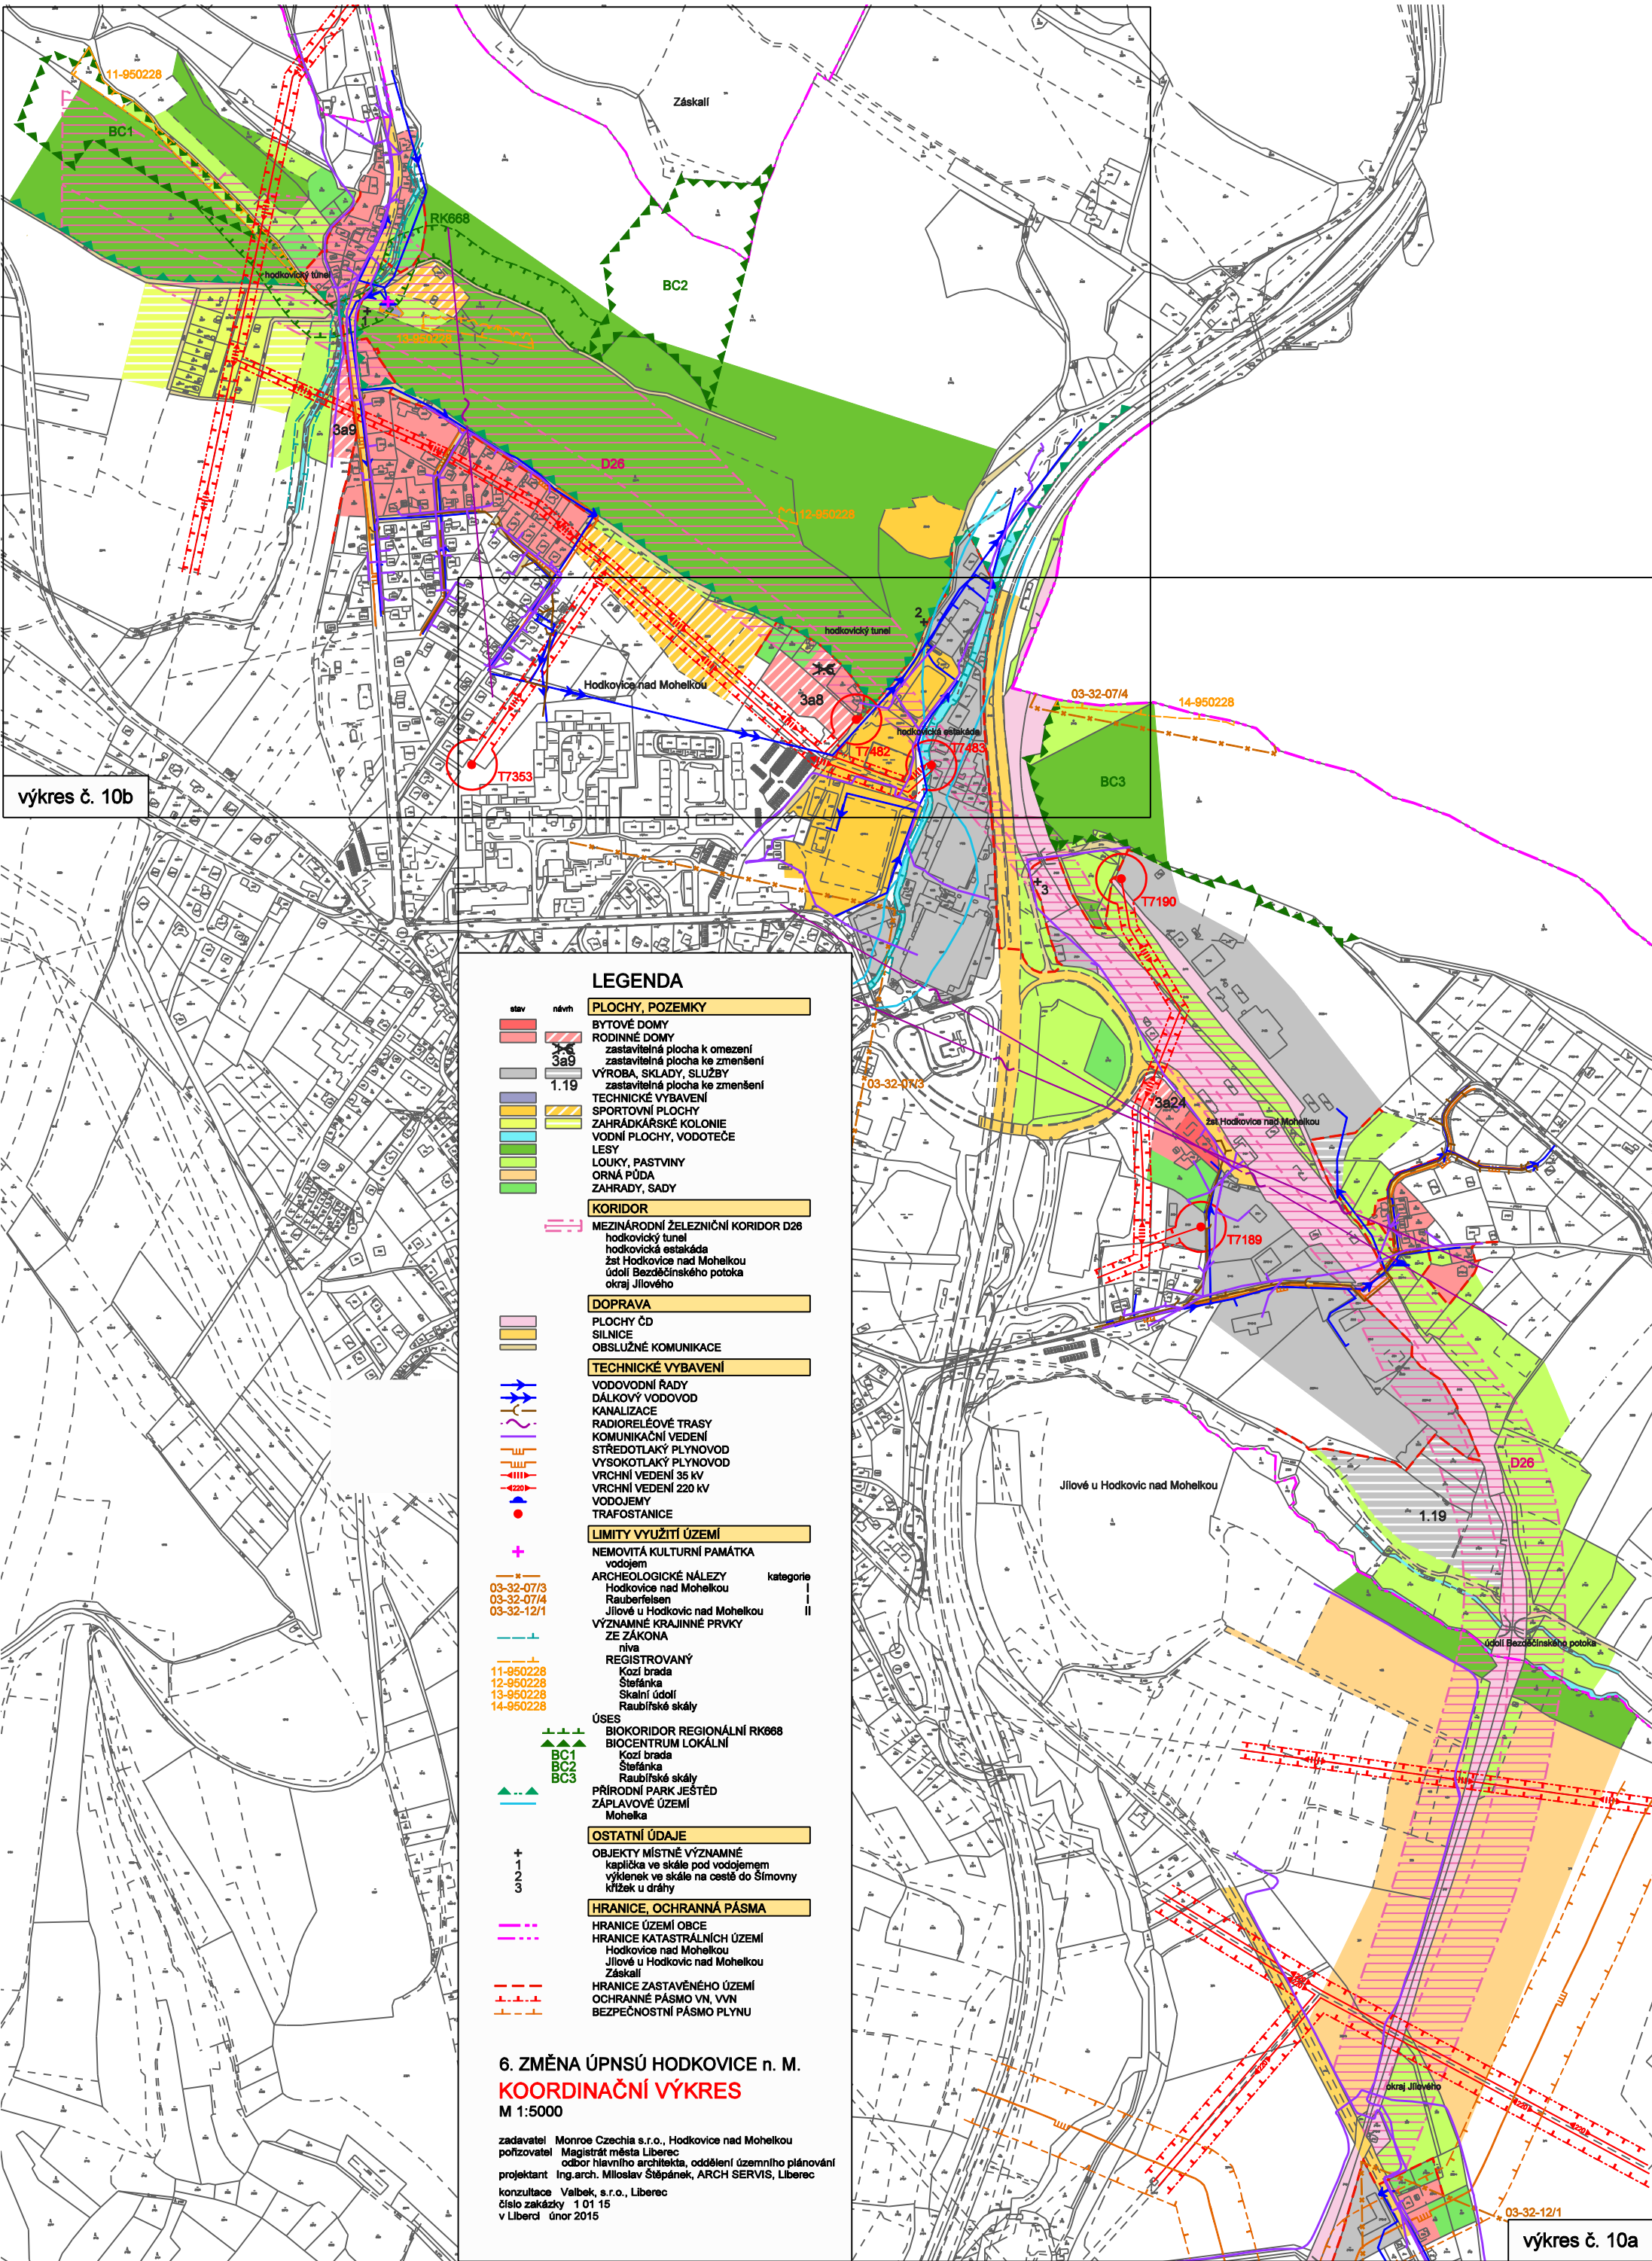 11-950228
BC1
Záskalí
RK668
hodkovický tunel
BC2
1
13-950228
3a9
D26
12-950228
2
hodkovický tunel
1.6
Hodkovice nad Mohelkou
3a8
03-32-07/4
14-950228
hodkovická estakáda
T7482
T7483
T7353
BC3
výkres č. 10b
3
T7190
03-32-07/3
3a24
žst Hodkovice nad Mohelkou
T7189
D26
Jílové u Hodkovic nad Mohelkou
1.19
údolí Bezděčínského potoka
okraj Jílového
03-32-12/1
výkres č. 10a
LEGENDA
stav návrh PLOCHY, POZEMKY
BYTOVÉ DOMY
RODINNÉ DOMY
1.6 zastavitelná plocha k omezení
3a9 zastavitelná plocha ke zmenšení
VÝROBA, SKLADY, SLUŽBY
1.19 zastavitelná plocha ke zmenšení
TECHNICKÉ VYBAVENÍ
SPORTOVNÍ PLOCHY
ZAHRÁDKÁŘSKÉ KOLONIE
VODNÍ PLOCHY, VODOTEČE
LESY
LOUKY, PASTVINY
ORNÁ PŮDA
ZAHRADY, SADY
KORIDOR
MEZINÁRODNÍ ŽELEZNIČNÍ KORIDOR D26
hodkovický tunel
hodkovická estakáda
žst Hodkovice nad Mohelkou
údolí Bezděčínského potoka
okraj Jílového
DOPRAVA
PLOCHY ČD
SILNICE
OBSLUŽNÉ KOMUNIKACE
TECHNICKÉ VYBAVENÍ
VODOVODNÍ ŘADY
DÁLKOVÝ VODOVOD
KANALIZACE
RADIORELÉOVÉ TRASY
KOMUNIKAČNÍ VEDENÍ
STŘEDOTLAKÝ PLYNOVOD
VYSOKOTLAKÝ PLYNOVOD
VRCHNÍ VEDENÍ 35 kV
220 VRCHNÍ VEDENÍ 220 kV
VODOJEMY
TRAFOSTANICE
LIMITY VYUŽITÍ ÚZEMÍ
NEMOVITÁ KULTURNÍ PAMÁTKA
vodojem
ARCHEOLOGICKÉ NÁLEZY kategorie
03-32-07/3 Hodkovice nad Mohelkou I
03-32-07/4 Rauberfelsen I
03-32-12/1 Jílové u Hodkovic nad Mohelkou II
VÝZNAMNÉ KRAJINNÉ PRVKY
ZE ZÁKONA
niva
REGISTROVANÝ
11-950228 Kozí brada
12-950228 Štefánka
13-950228 Skalní údolí
14-950228 Raubířské skály
ÚSES
BIOKORIDOR REGIONÁLNÍ RK668
BIOCENTRUM LOKÁLNÍ
BC1 Kozí brada
BC2 Štefánka
BC3 Raubířské skály
PŘÍRODNÍ PARK JEŠTĚD
ZÁPLAVOVÉ ÚZEMÍ
Mohelka
OSTATNÍ ÚDAJE
+ OBJEKTY MÍSTNĚ VÝZNAMNÉ
1 kaplička ve skále pod vodojemem
2 výklenek ve skále na cestě do Šimovny
3 křížek u dráhy
HRANICE, OCHRANNÁ PÁSMA
HRANICE ÚZEMÍ OBCE
HRANICE KATASTRÁLNÍCH ÚZEMÍ
Hodkovice nad Mohelkou
Jílové u Hodkovic nad Mohelkou
Záskalí
HRANICE ZASTAVĚNÉHO ÚZEMÍ
OCHRANNÉ PÁSMO VN, VVN
BEZPEČNOSTNÍ PÁSMO PLYNU
6. ZMĚNA ÚPNSÚ HODKOVICE n. M.
KOORDINAČNÍ VÝKRES
M 1:5000
zadavatel Monroe Czechia s.r.o., Hodkovice nad Mohelkou
pořizovatel Magistrát města Liberec
odbor hlavního architekta, oddělení územního plánování
projektant Ing.arch. Miloslav Štěpánek, ARCH SERVIS, Liberec
konzultace Valbek, s.r.o., Liberec
číslo zakázky 1 01 15
v Liberci únor 2015